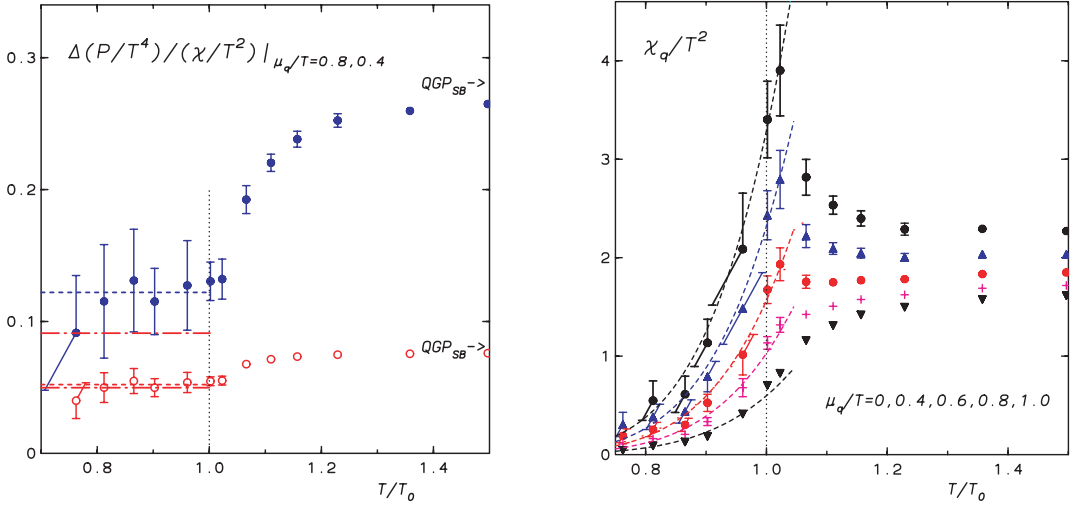 Δ(P/T⁴)/(χ/T²)|μq/T=0.8,0.4
QGPSB->
QGPSB->
0.3
0.2
0.1
0
0.8 1.0 1.2 1.4
T/T₀
χq/T²
μq/T=0,0.4,0.6,0.8,1.0
4
3
2
1
0
0.8 1.0 1.2 1.4
T/T₀